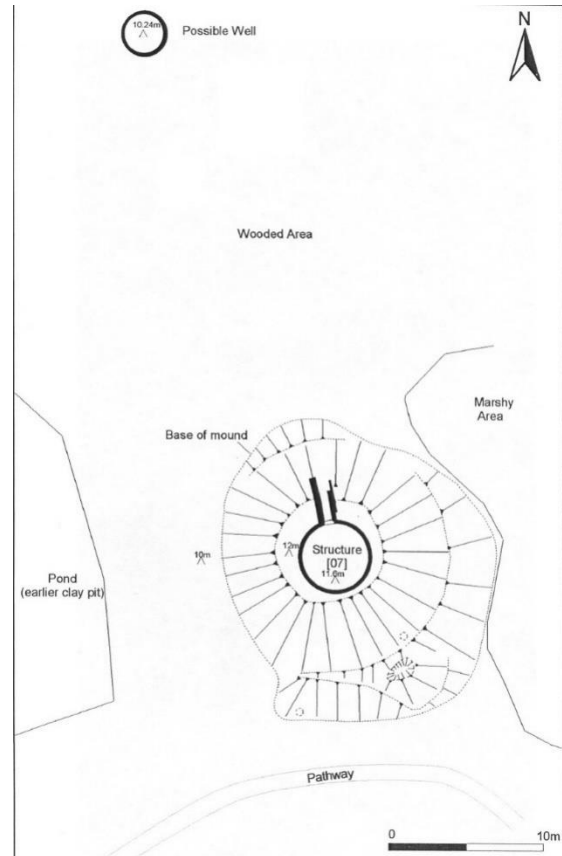 10.24m
Possible Well
N
Wooded Area
Marshy
Area
Base of mound
12m
10m
Structure
[07]
11.0m
Pond
(earlier clay pit)
Pathway
0
10m